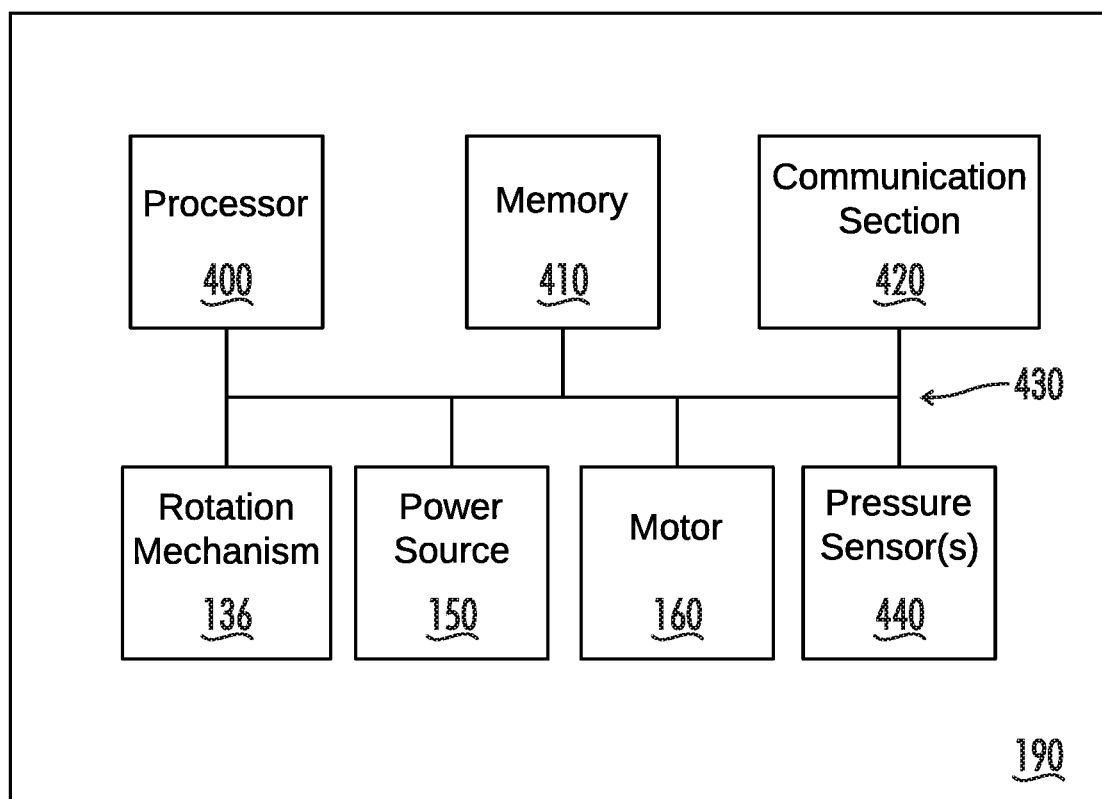 Processor
400
Memory
410
Communication
Section
420
430
Rotation
Mechanism
136
Power
Source
150
Motor
160
Pressure
Sensor(s)
440
190